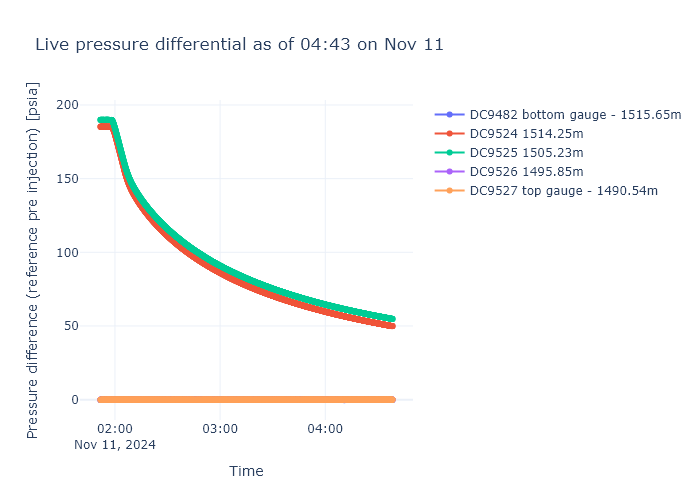 Live pressure differential as of 04:43 on Nov 11
Pressure difference (reference pre injection) [psia]
200
150
100
50
0
02:00
Nov 11, 2024
03:00
04:00
Time
DC9482 bottom gauge - 1515.65m
DC9524 1514.25m
DC9525 1505.23m
DC9526 1495.85m
DC9527 top gauge - 1490.54m